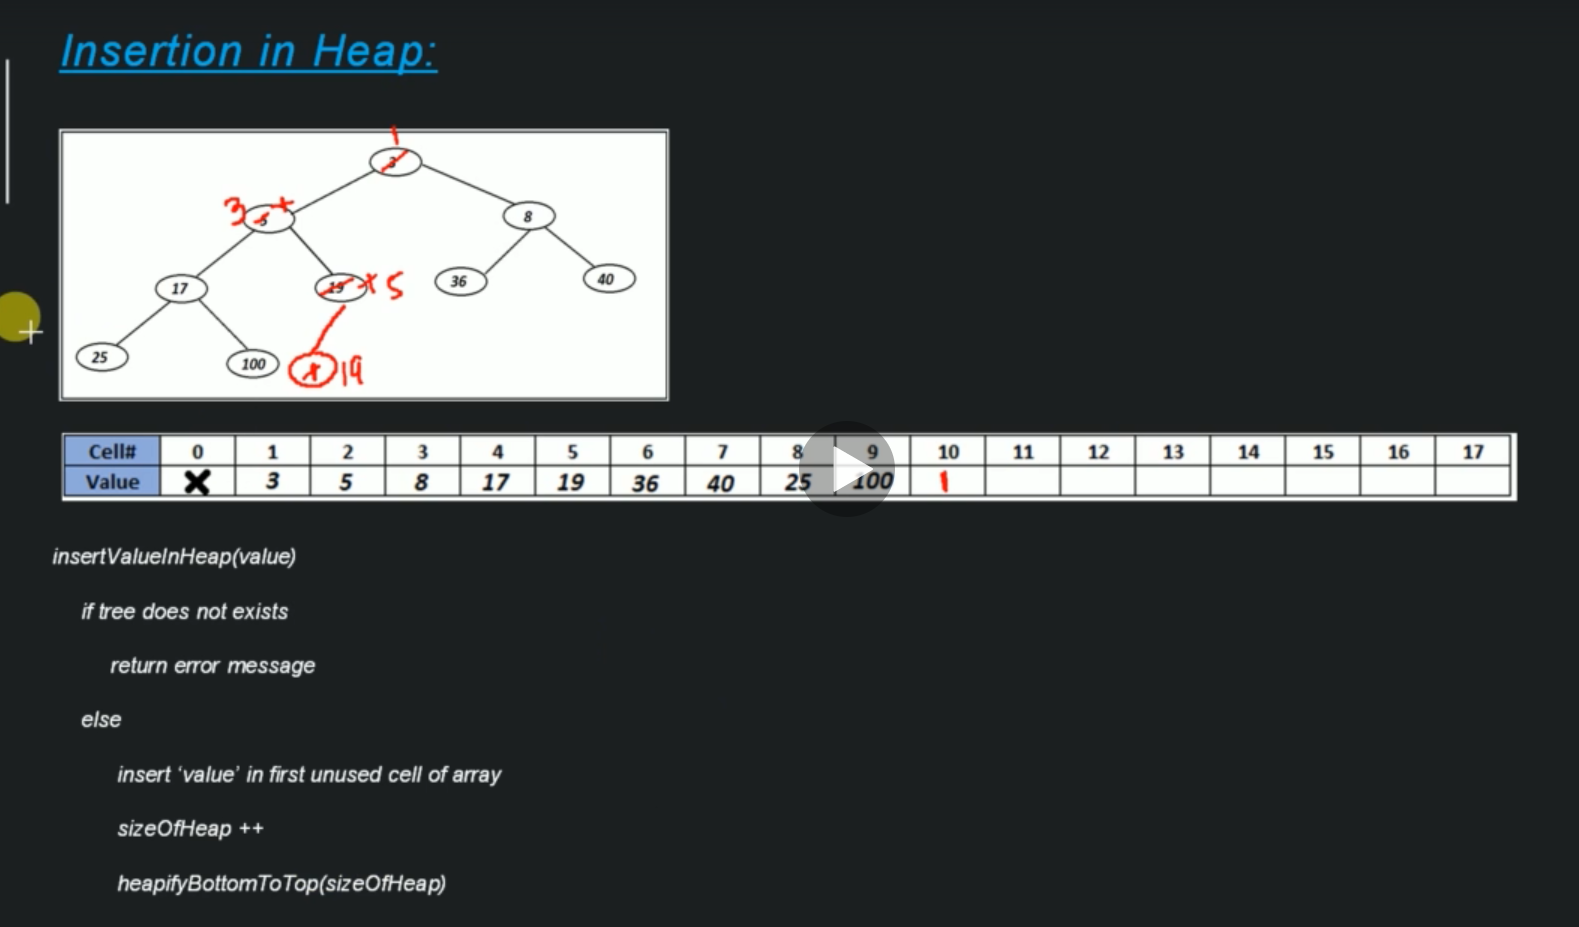 Insertion in Heap:
1
3
3 5
8
17
19 5
36
40
25
100
19
Cell# 0 1 2 3 4 5 6 7 8 9 10 11 12 13 14 15 16 17
Value X 3 5 8 17 19 36 40 25 100 1
insertValueInHeap(value)
if tree does not exists
return error message
else
insert ‘value’ in first unused cell of array
sizeOfHeap ++
heapifyBottomToTop(sizeOfHeap)